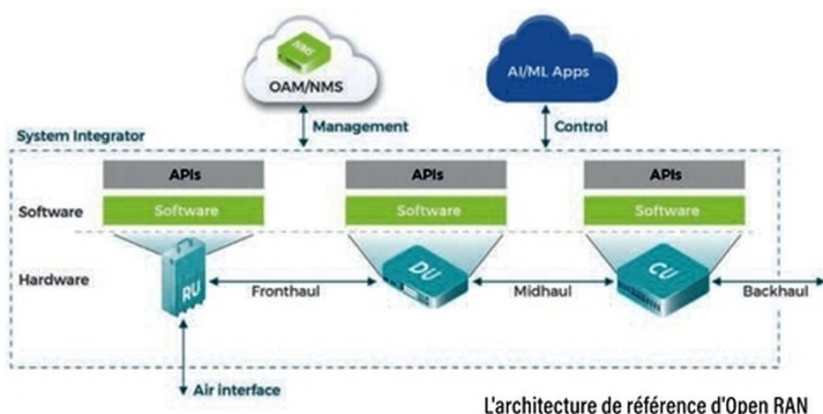 NMS
OAM/NMS
AI/ML Apps
Management
Control
System Integrator
APIs
APIs
APIs
Software
Software
Software
Software
Hardware
RU
Fronthaul
DU
Midhaul
CU
Backhaul
Air interface
L'architecture de référence d'Open RAN